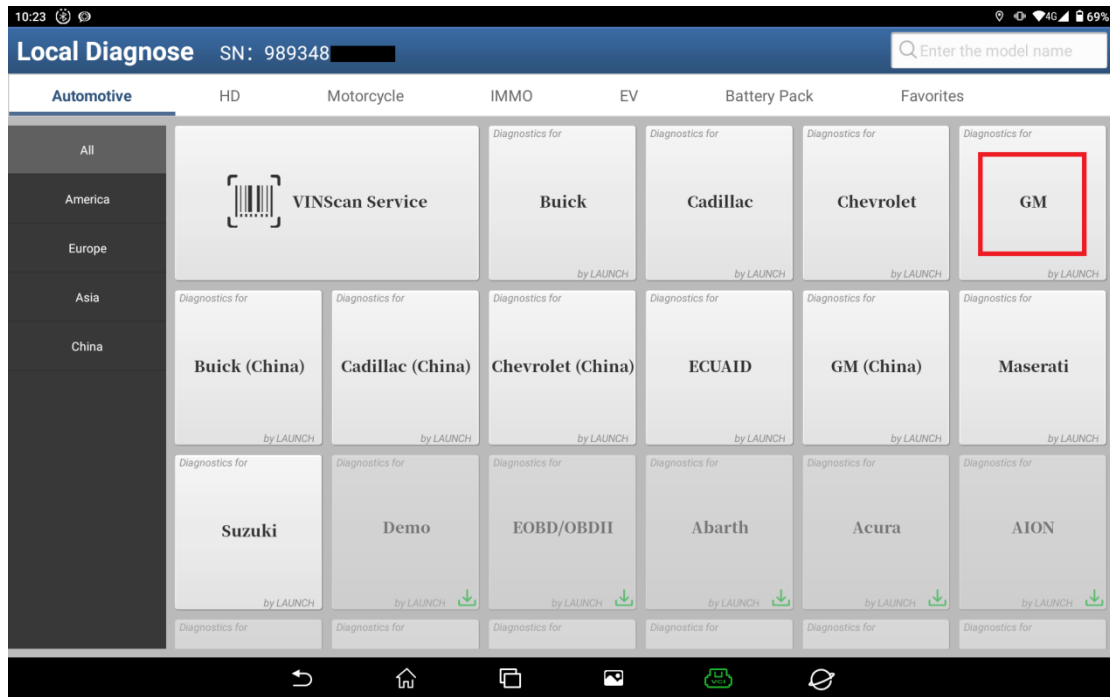 10:23
4G 69%
Local Diagnose SN: 989348
Enter the model name
Automotive HD Motorcycle IMMO EV Battery Pack Favorites
All
America
Europe
Asia
China
VINScan Service
Diagnostics for
Buick
by LAUNCH
Diagnostics for
Cadillac
by LAUNCH
Diagnostics for
Chevrolet
by LAUNCH
Diagnostics for
GM
by LAUNCH
Diagnostics for
Buick (China)
by LAUNCH
Diagnostics for
Cadillac (China)
by LAUNCH
Diagnostics for
Chevrolet (China)
by LAUNCH
Diagnostics for
ECUAID
by LAUNCH
Diagnostics for
GM (China)
by LAUNCH
Diagnostics for
Maserati
by LAUNCH
Diagnostics for
Suzuki
by LAUNCH
Diagnostics for
Demo
by LAUNCH
Diagnostics for
EOBD/OBDII
by LAUNCH
Diagnostics for
Abarth
by LAUNCH
Diagnostics for
Acura
by LAUNCH
Diagnostics for
AION
by LAUNCH
Diagnostics for
Diagnostics for
Diagnostics for
Diagnostics for
Diagnostics for
Diagnostics for
VCI